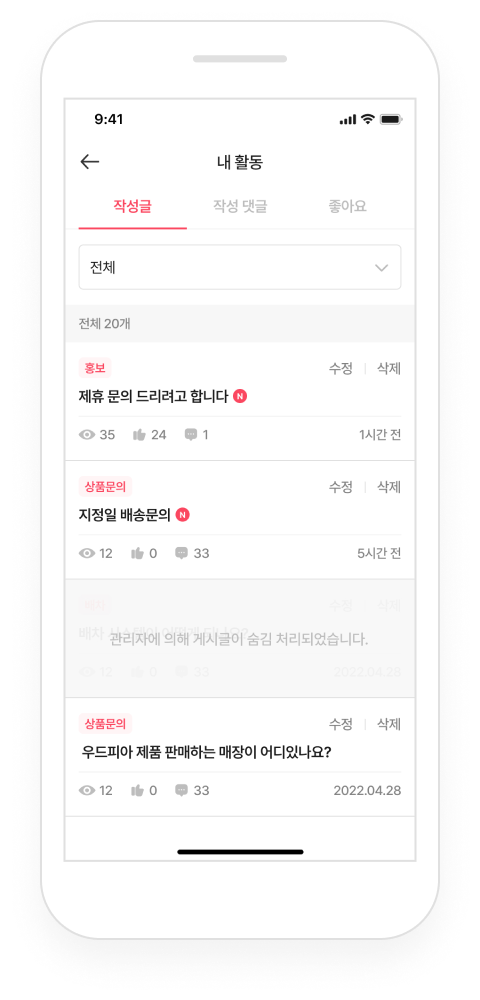 9:41
내 활동
작성글 작성 댓글 좋아요
전체
전체 20개
홍보 수정 삭제
제휴 문의 드리려고 합니다 N
35 24 1 1시간 전
상품문의 수정 삭제
지정일 배송문의 N
12 0 33 5시간 전
수정 삭제
관리자에 의해 게시글이 숨김 처리되었습니다.
12 0 33 2022.04.28
상품문의 수정 삭제
우드피아 제품 판매하는 매장이 어디있나요?
12 0 33 2022.04.28